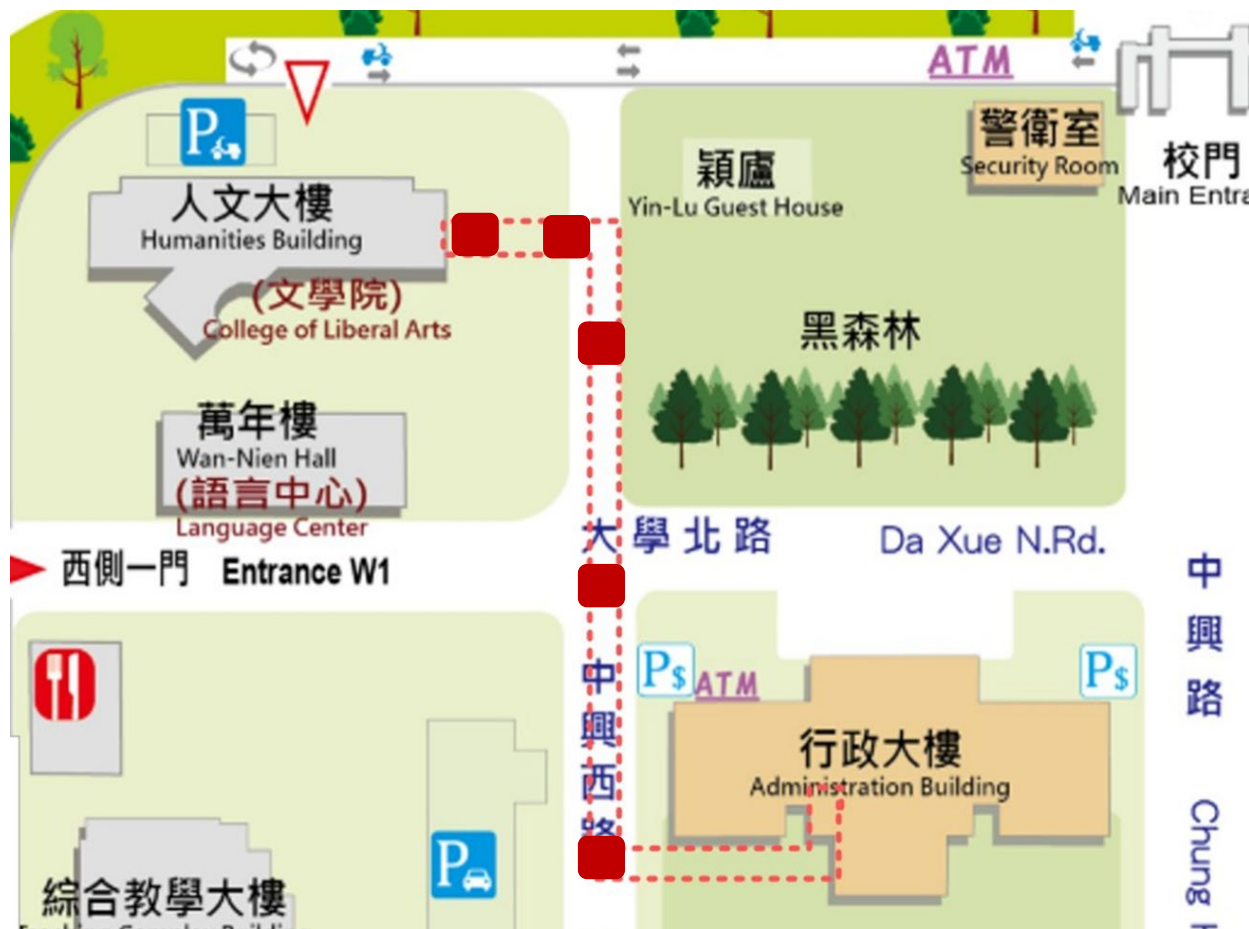 ATM
P
人文大樓
Humanities Building
(文學院)
College of Liberal Arts
萬年樓
Wan-Nien Hall
(語言中心)
Language Center
穎廬
Yin-Lu Guest House
警衛室
Security Room
校門
Main Entra
黑森林
大學北路 Da Xue N.Rd.
西側一門 Entrance W1
中興西路
P$
ATM
P$
行政大樓
Administration Building
中興路
Chung
P
綜合教學大樓